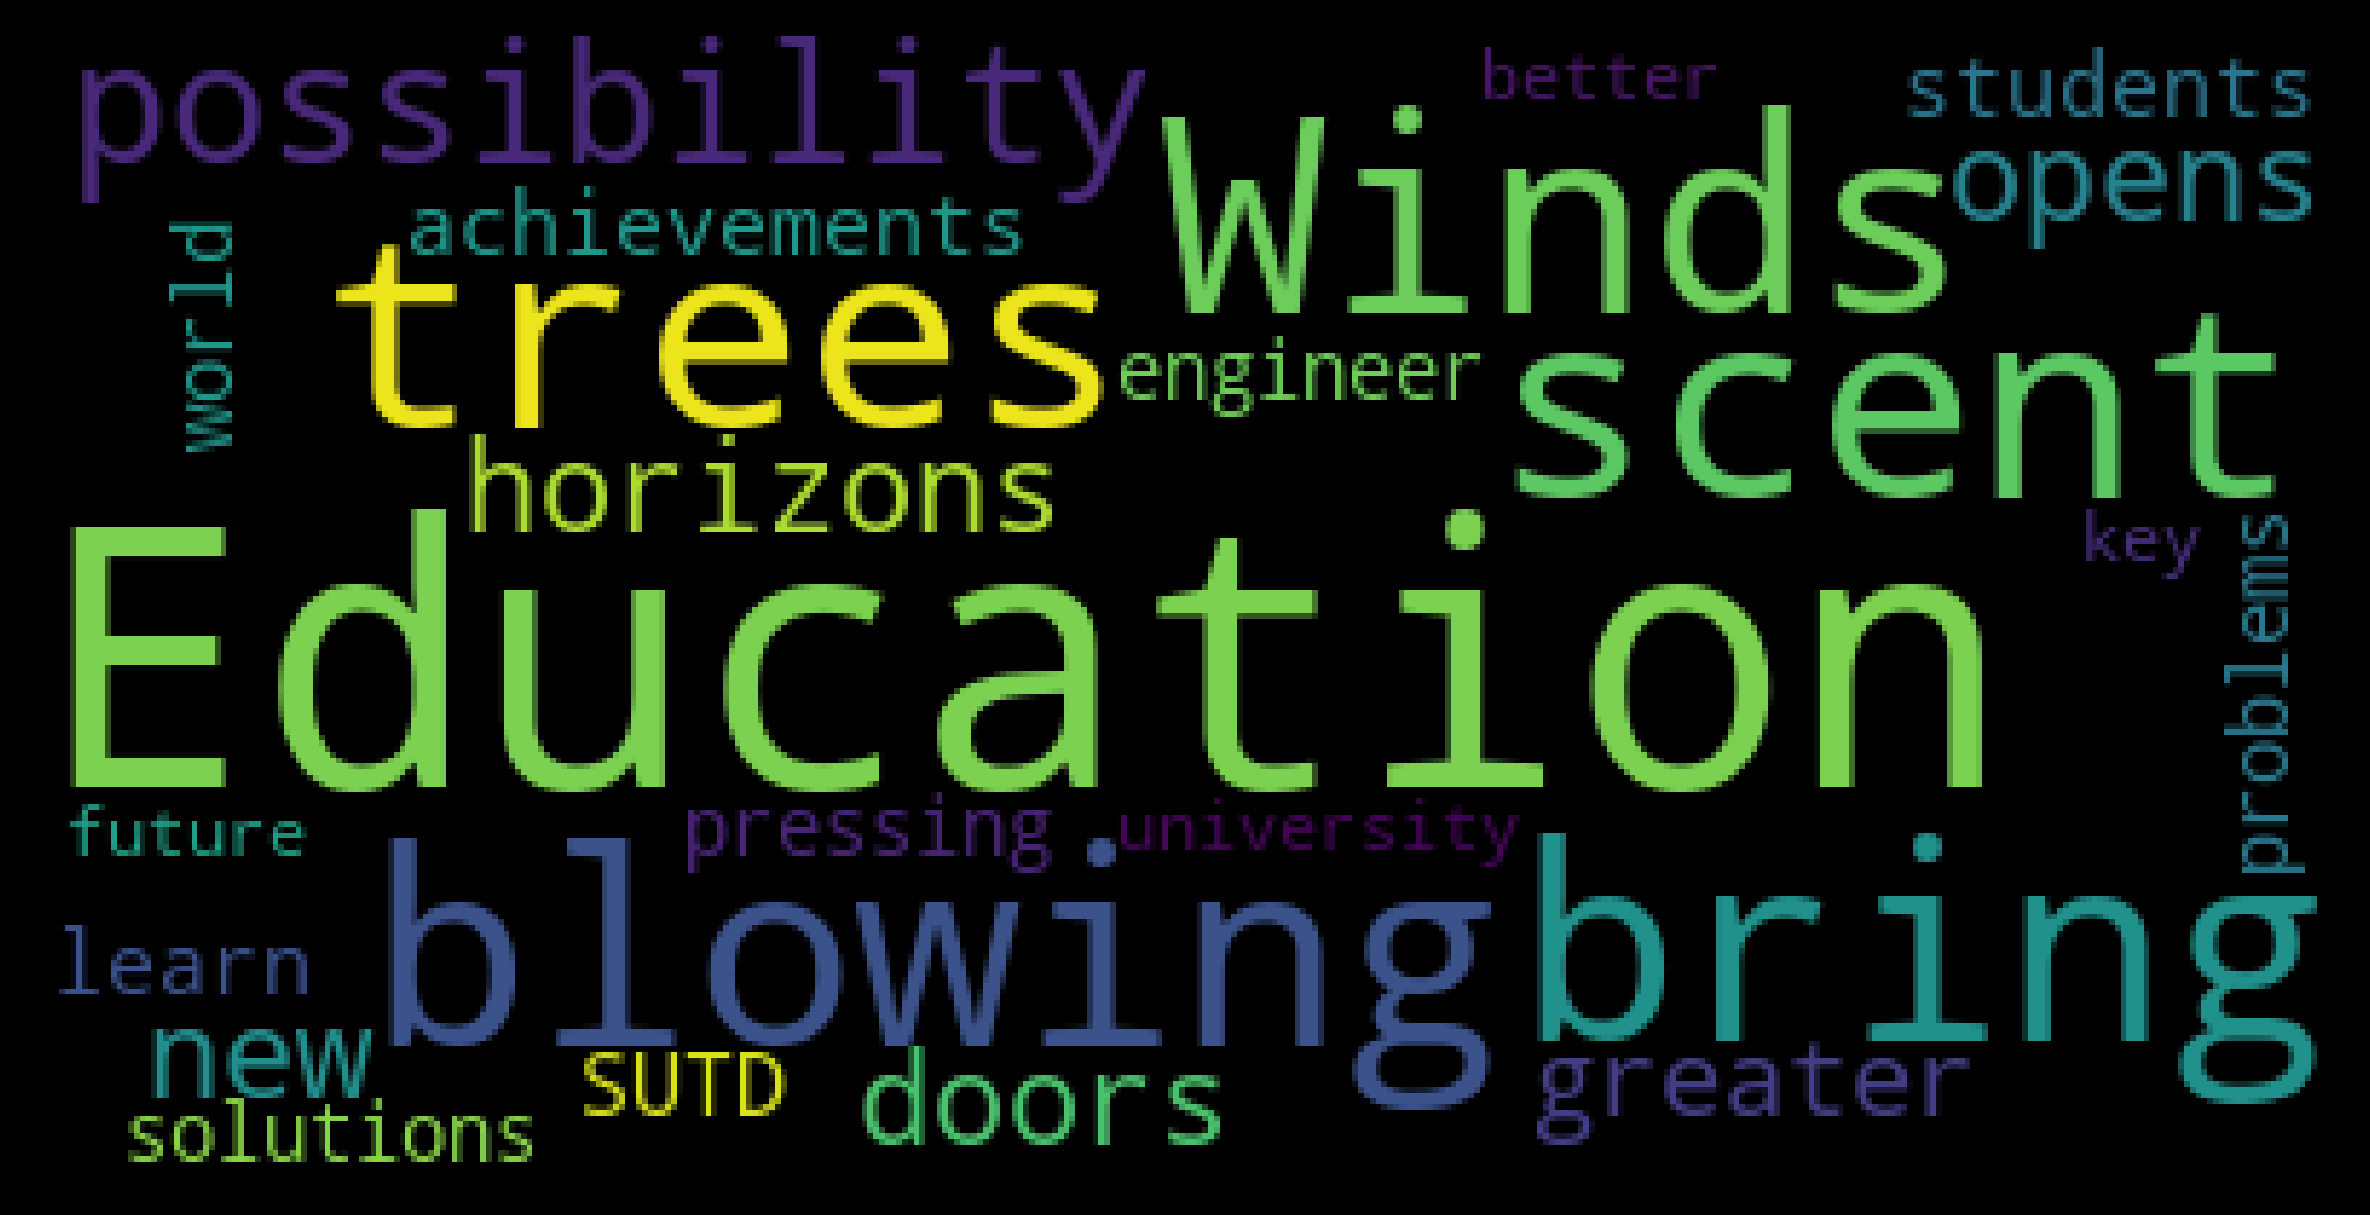 possibility
better
students
Winds
opens
achievements
world
trees
engineer
scent
horizons
key
problems
Education
future
pressing
university
blowing
bring
learn
new
SUTD
doors
greater
solutions